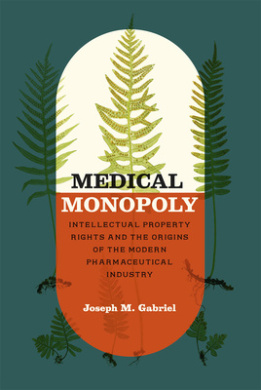 MEDICAL
MONOPOLY
INTELLECTUAL PROPERTY
RIGHTS AND THE ORIGINS
OF THE MODERN
PHARMACEUTICAL
INDUSTRY
Joseph M. Gabriel